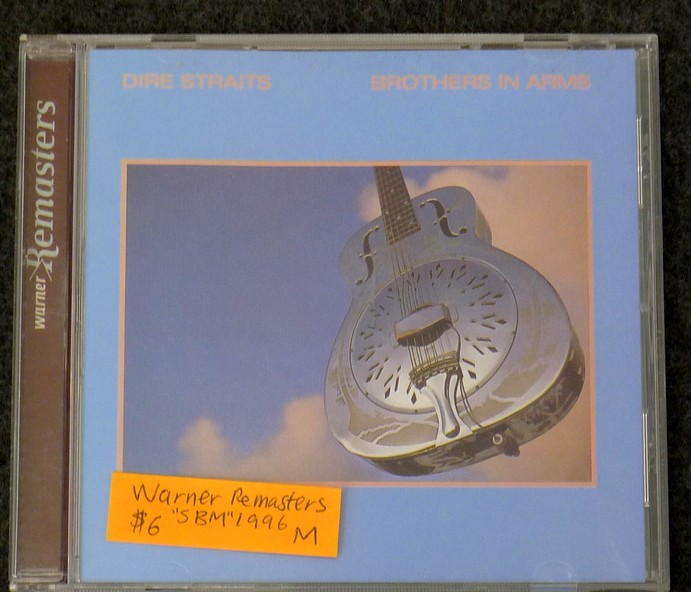 DIRE STRAITS BROTHERS IN ARMS
warner Remasters
Warner Remasters
$6 "SBM" 1996 M